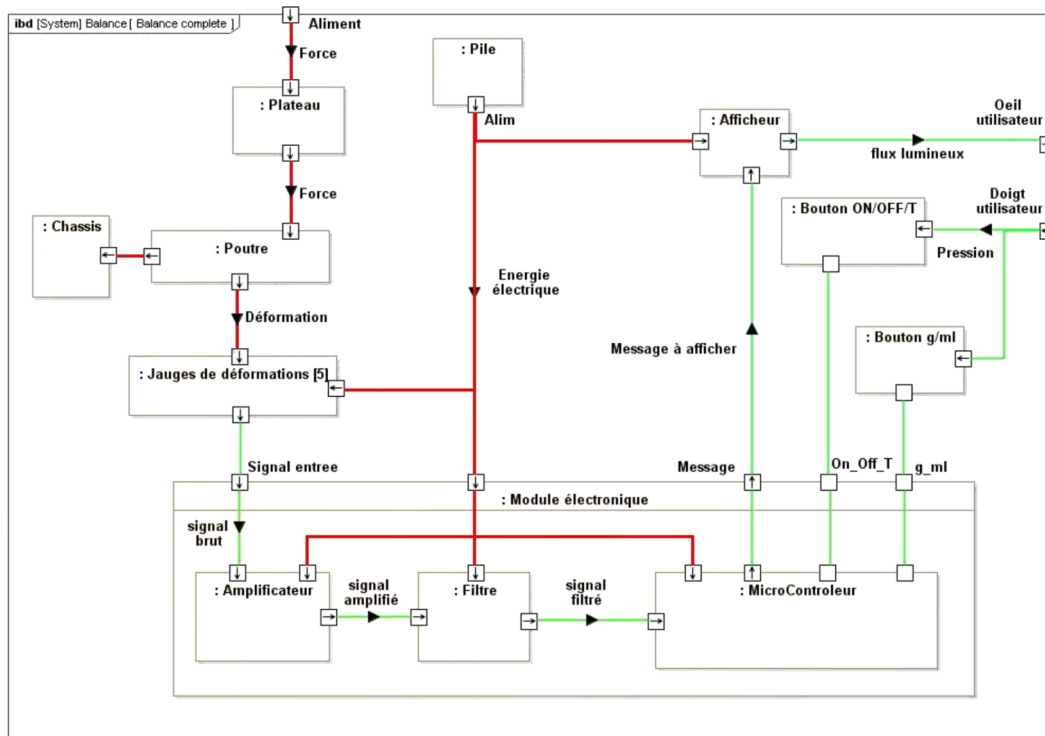 ibd [System] Balance [ Balance complete ]
Aliment
Force
: Plateau
: Pile
Alim
: Afficheur
flux lumineux
Oeil
utilisateur
Force
: Chassis
: Poutre
: Bouton ON/OFF/T
Doigt
utilisateur
Pression
Energie
électrique
Déformation
Message à afficher
: Bouton g/ml
: Jauges de déformations [5]
Signal entree
Message
On_Off_T
g_ml
: Module électronique
signal
brut
: Amplificateur
signal
amplifié
: Filtre
signal
filtré
: MicroControleur